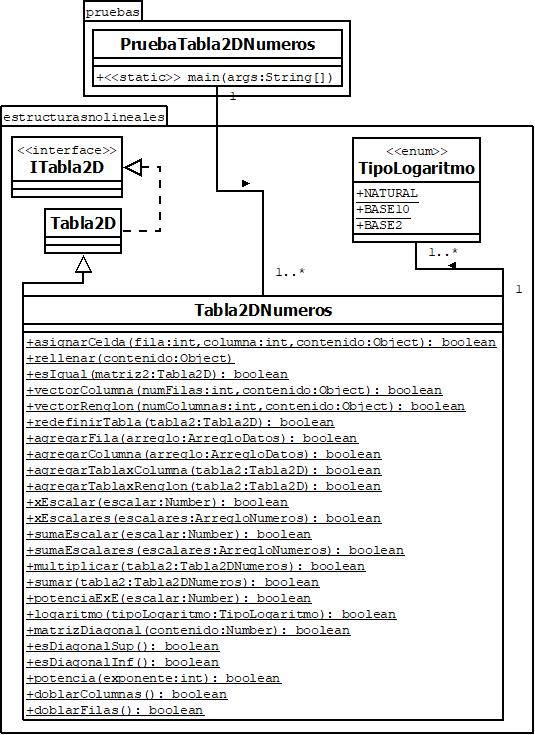 pruebas
PruebaTabla2DNumeros
+<<static>> main(args:String[])
1
estructurasnolineales
<<interface>>
ITabla2D
<<enum>>
TipoLogaritmo
+NATURAL
+BASE10
+BASE2
Tabla2D
1..*
1..*
1
Tabla2DNumeros
+asignarCelda(fila:int,columna:int,contenido:Object): boolean
+rellenar(contenido:Object)
+esIgual(matriz2:Tabla2D): boolean
+vectorColumna(numFilas:int,contenido:Object): boolean
+vectorRenglon(numColumnas:int,contenido:Object): boolean
+redefinirTabla(tabla2:Tabla2D): boolean
+agregarFila(arreglo:ArregloDatos): boolean
+agregarColumna(arreglo:ArregloDatos): boolean
+agregarTablaxColumna(tabla2:Tabla2D): boolean
+agregarTablaxRenglon(tabla2:Tabla2D): boolean
+xEscalar(escalar:Number): boolean
+xEscalares(escalares:ArregloNumeros): boolean
+sumaEscalar(escalar:Number): boolean
+sumaEscalares(escalares:ArregloNumeros): boolean
+multiplicar(tabla2:Tabla2DNumeros): boolean
+sumar(tabla2:Tabla2DNumeros): boolean
+potenciaExE(escalar:Number): boolean
+logaritmo(tipoLogaritmo:TipoLogaritmo): boolean
+matrizDiagonal(contenido:Number): boolean
+esDiagonalSup(): boolean
+esDiagonalInf(): boolean
+potencia(exponente:int): boolean
+doblarColumnas(): boolean
+doblarFilas(): boolean